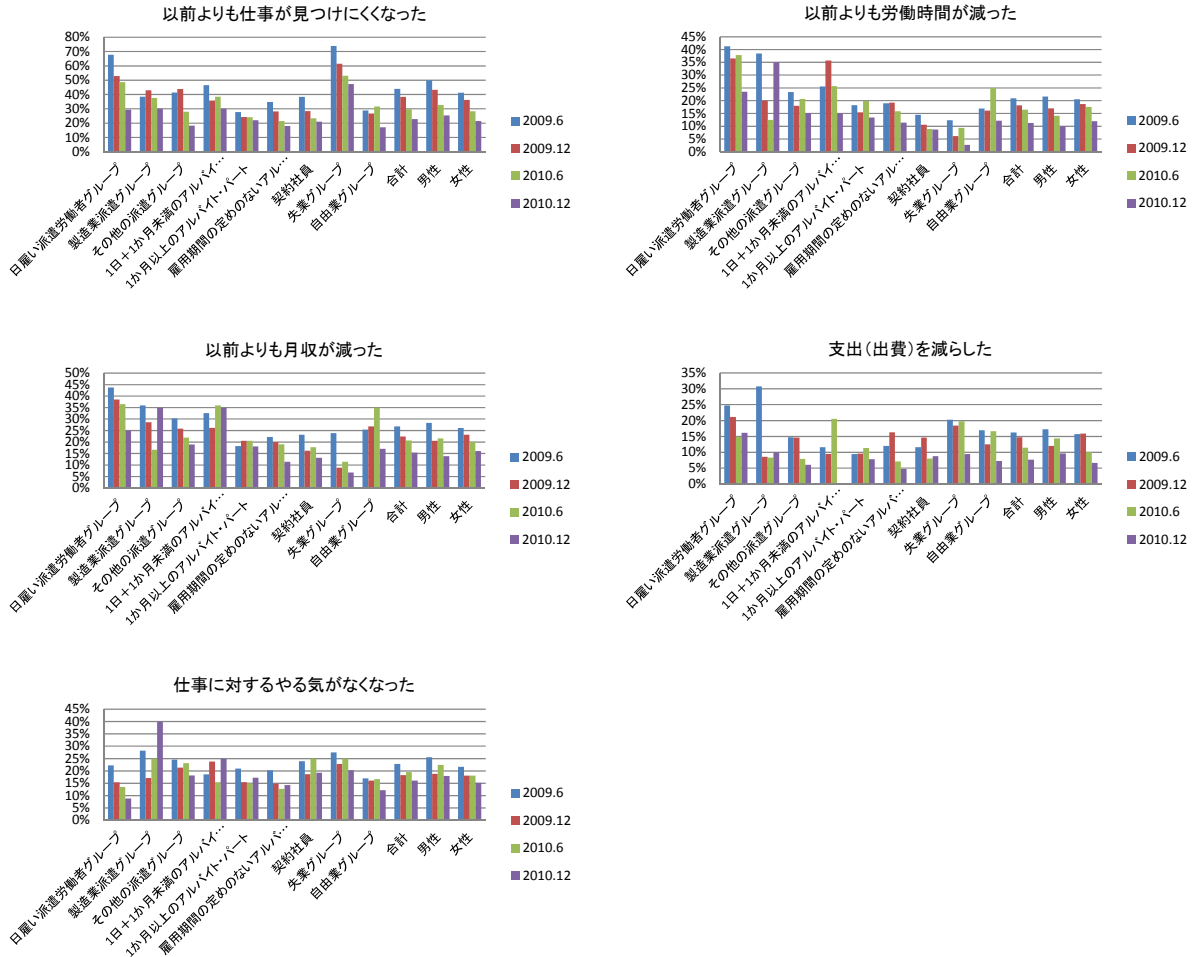 以前よりも仕事が見つけにくくなった
80%
70%
60%
50%
40%
30%
20%
10%
0%
日雇い派遣労働者グループ
製造業派遣グループ
その他の派遣グループ
1日+1か月未満のアルバイ…
1か月以上のアルバイト・パート
雇用期間の定めのないアル…
契約社員
失業グループ
自由業グループ
合計
男性
女性
2009.6
2009.12
2010.6
2010.12
以前よりも労働時間が減った
45%
40%
35%
30%
25%
20%
15%
10%
5%
0%
日雇い派遣労働者グループ
製造業派遣グループ
その他の派遣グループ
1日+1か月未満のアルバイ…
1か月以上のアルバイト・パート
雇用期間の定めのないアル…
契約社員
失業グループ
自由業グループ
合計
男性
女性
2009.6
2009.12
2010.6
2010.12
以前よりも月収が減った
50%
45%
40%
35%
30%
25%
20%
15%
10%
5%
0%
日雇い派遣労働者グループ
製造業派遣グループ
その他の派遣グループ
1日+1か月未満のアルバイ…
1か月以上のアルバイト・パート
雇用期間の定めのないアル…
契約社員
失業グループ
自由業グループ
合計
男性
女性
2009.6
2009.12
2010.6
2010.12
支出(出費)を減らした
35%
30%
25%
20%
15%
10%
5%
0%
日雇い派遣労働者グループ
製造業派遣グループ
その他の派遣グループ
1日+1か月未満のアルバイ…
1か月以上のアルバイト・パート
雇用期間の定めのないアルバ…
契約社員
失業グループ
自由業グループ
合計
男性
女性
2009.6
2009.12
2010.6
2010.12
仕事に対するやる気がなくなった
45%
40%
35%
30%
25%
20%
15%
10%
5%
0%
日雇い派遣労働者グループ
製造業派遣グループ
その他の派遣グループ
1日+1か月未満のアルバイ…
1か月以上のアルバイト・パート
雇用期間の定めのないアルバ…
契約社員
失業グループ
自由業グループ
合計
男性
女性
2009.6
2009.12
2010.6
2010.12